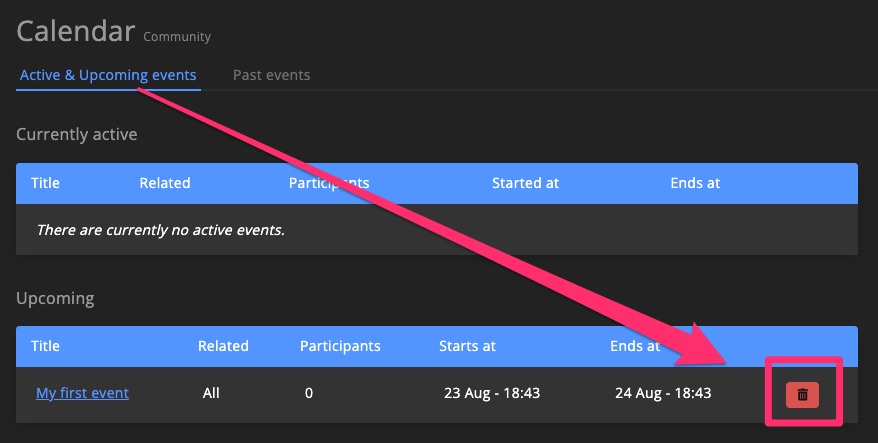 Calendar Community
Active & Upcoming events Past events
Currently active
Title Related Participants Started at Ends at
There are currently no active events.
Upcoming
Title Related Participants Starts at Ends at
My first event All 0 23 Aug - 18:43 24 Aug - 18:43